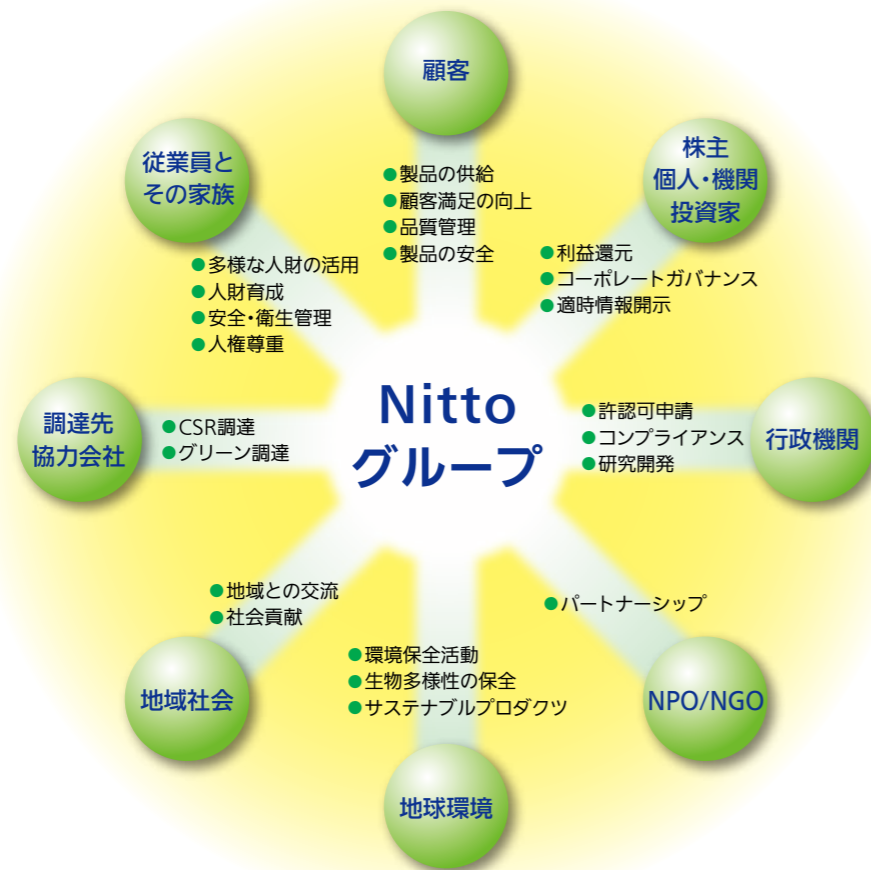 顧客
●製品の供給
●顧客満足の向上
●品質管理
●製品の安全
株主
個人・機関
投資家
●利益還元
●コーポレートガバナンス
●適時情報開示
従業員と
その家族
●多様な人財の活用
●人財育成
●安全・衛生管理
●人権尊重
Nitto
グループ
調達先
協力会社
●CSR調達
●グリーン調達
●許認可申請
●コンプライアンス
●研究開発
行政機関
●地域との交流
●社会貢献
地域社会
●環境保全活動
●生物多様性の保全
●サステナブルプロダクツ
地球環境
●パートナーシップ
NPO/NGO